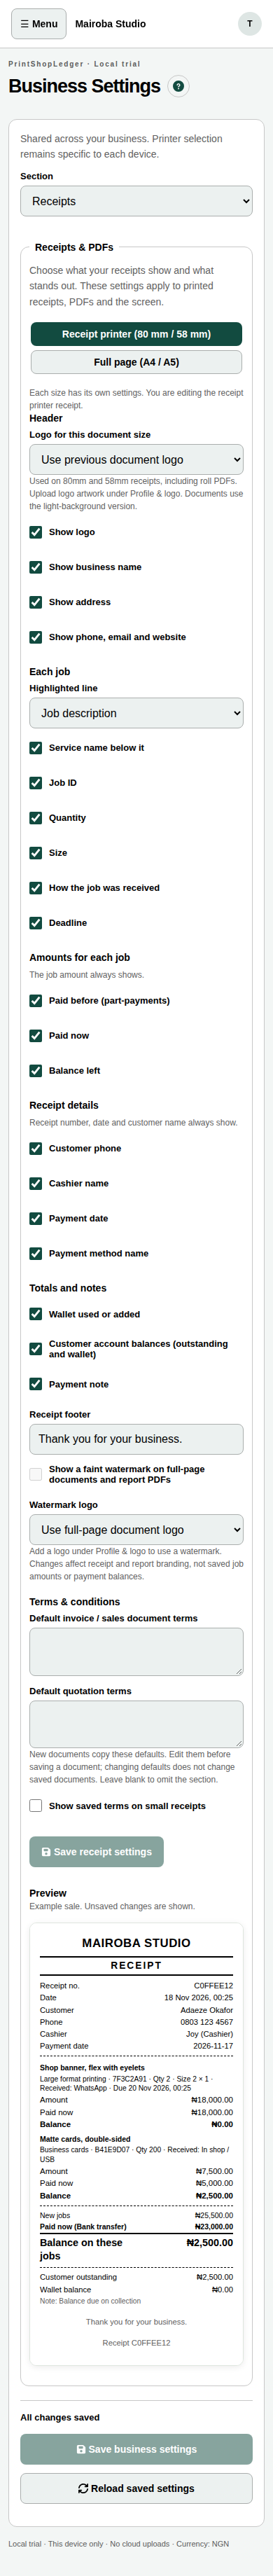 ☰ Menu Mairoba Studio T
PrintShopLedger · Local trial
Business Settings ?
Shared across your business. Printer selection
remains specific to each device.
Section
Receipts
Receipts & PDFs
Choose what your receipts show and what
stands out. These settings apply to printed
receipts, PDFs and the screen.
Receipt printer (80 mm / 58 mm)
Full page (A4 / A5)
Each size has its own settings. You are editing the receipt
printer receipt.
Header
Logo for this document size
Use previous document logo
Used on 80mm and 58mm receipts, including roll PDFs.
Upload logo artwork under Profile & logo. Documents use
the light-background version.
Show logo
Show business name
Show address
Show phone, email and website
Each job
Highlighted line
Job description
Service name below it
Job ID
Quantity
Size
How the job was received
Deadline
Amounts for each job
The job amount always shows.
Paid before (part-payments)
Paid now
Balance left
Receipt details
Receipt number, date and customer name always show.
Customer phone
Cashier name
Payment date
Payment method name
Totals and notes
Wallet used or added
Customer account balances (outstanding
and wallet)
Payment note
Receipt footer
Thank you for your business.
Show a faint watermark on full-page
documents and report PDFs
Watermark logo
Use full-page document logo
Add a logo under Profile & logo to use a watermark.
Changes affect receipt and report branding, not saved job
amounts or payment balances.
Terms & conditions
Default invoice / sales document terms
Default quotation terms
New documents copy these defaults. Edit them before
saving a document; changing defaults does not change
saved documents. Leave blank to omit the section.
Show saved terms on small receipts
Save receipt settings
Preview
Example sale. Unsaved changes are shown.
MAIROBA STUDIO
RECEIPT
Receipt no. C0FFEE12
Date 18 Nov 2026, 00:25
Customer Adaeze Okafor
Phone 0803 123 4567
Cashier Joy (Cashier)
Payment date 2026-11-17
Shop banner, flex with eyelets
Large format printing · 7F3C2A91 · Qty 2 · Size 2 × 1 ·
Received: WhatsApp · Due 20 Nov 2026, 00:25
Amount ₦18,000.00
Paid now ₦18,000.00
Balance ₦0.00
Matte cards, double-sided
Business cards · B41E9D07 · Qty 200 · Received: In shop /
USB
Amount ₦7,500.00
Paid now ₦5,000.00
Balance ₦2,500.00
New jobs ₦25,500.00
Paid now (Bank transfer) ₦23,000.00
Balance on these ₦2,500.00
jobs
Customer outstanding ₦2,500.00
Wallet balance ₦0.00
Note: Balance due on collection
Thank you for your business.
Receipt C0FFEE12
All changes saved
Save business settings
Reload saved settings
Local trial · This device only · No cloud uploads · Currency: NGN